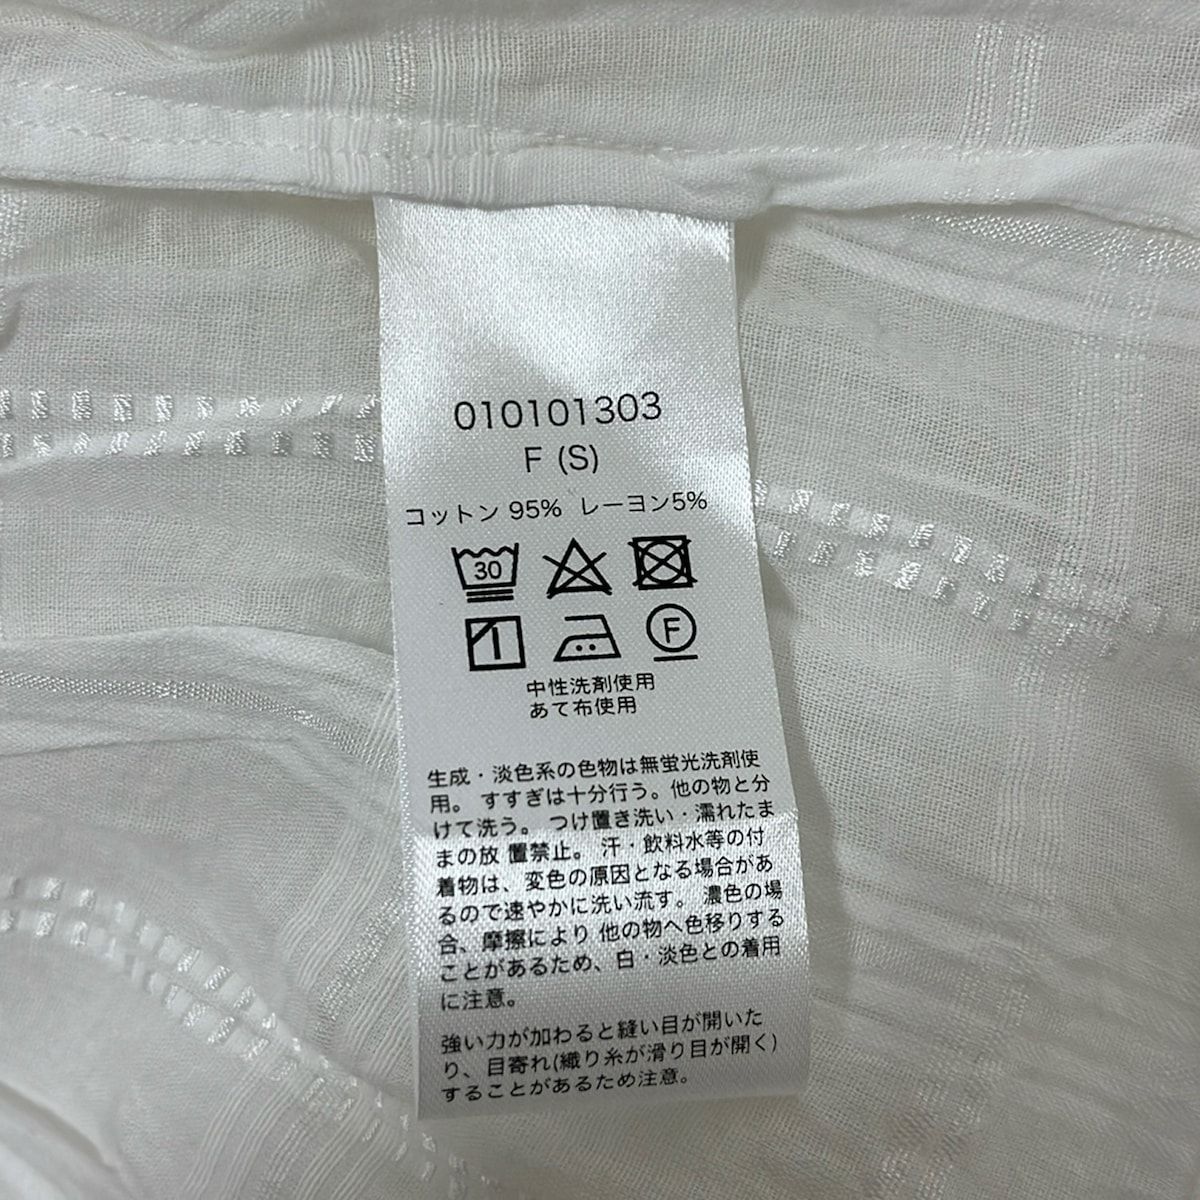 010101303
F (S)
コットン 95% レーヨン5%
30
F
中性洗剤使用
あて布使用
生成・淡色系の色物は無蛍光洗剤使
用。 すすぎは十分行う。他の物と分
けて洗う。 つけ置き洗い・濡れたま
まの放 置禁止。 汗・飲料水等の付
着物は、変色の原因となる場合があ
るので速やかに洗い流す。 濃色の場
合、摩擦により 他の物へ色移りする
ことがあるため、白・淡色との着用
に注意。
強い力が加わると縫い目が開いた
り、目寄れ(織り糸が滑り目が開く)
することがあるため注意。